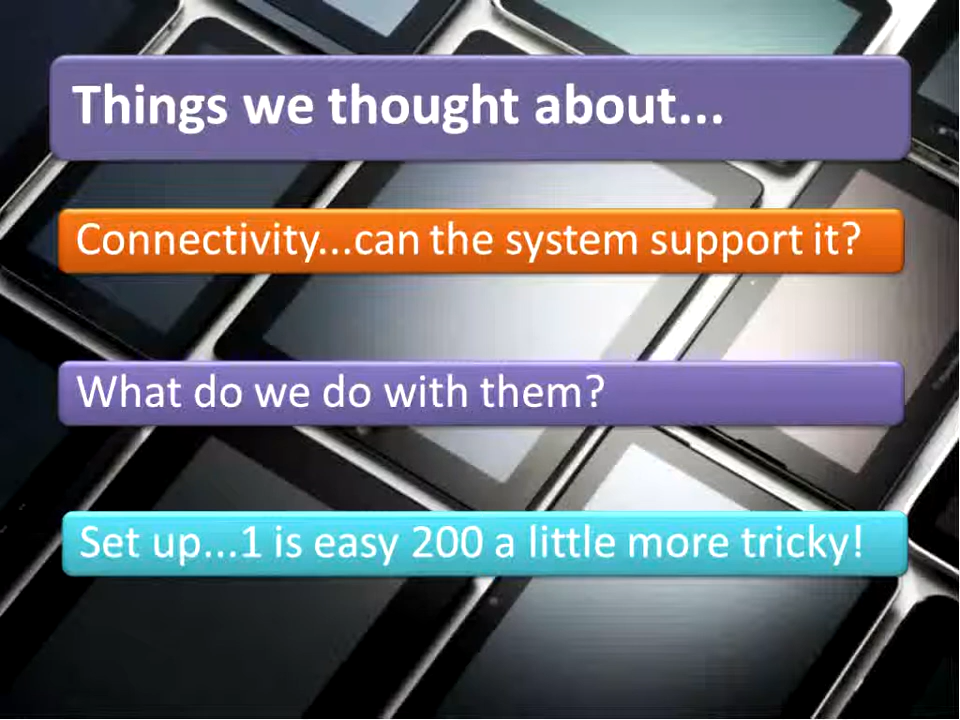 Things we thought about...
Connectivity...can the system support it?
What do we do with them?
Set up...1 is easy 200 a little more tricky!